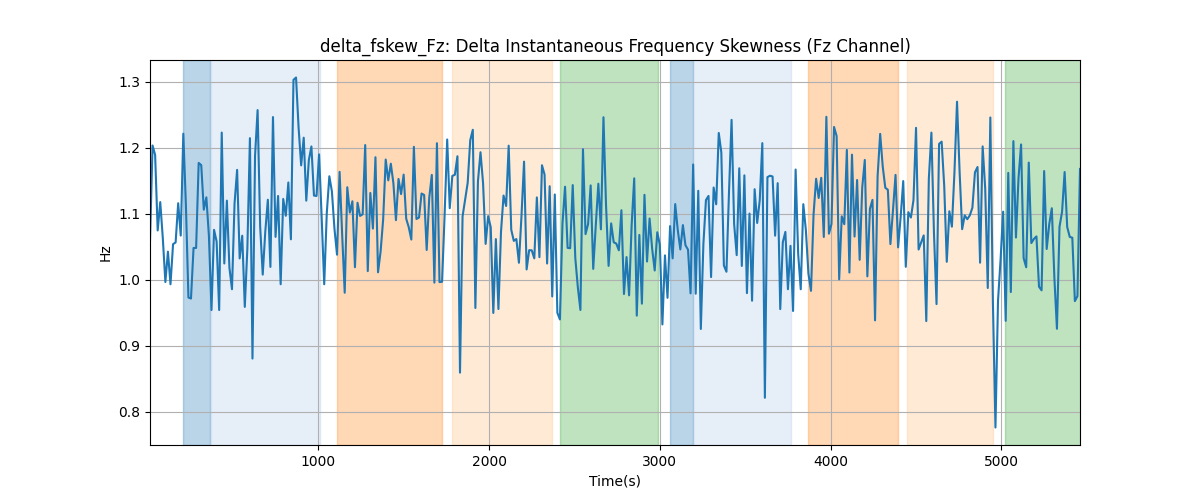 delta_fskew_Fz: Delta Instantaneous Frequency Skewness (Fz Channel)
1.3
1.2
1.1
1.0
0.9
0.8
Hz
1000 2000 3000 4000 5000
Time(s)